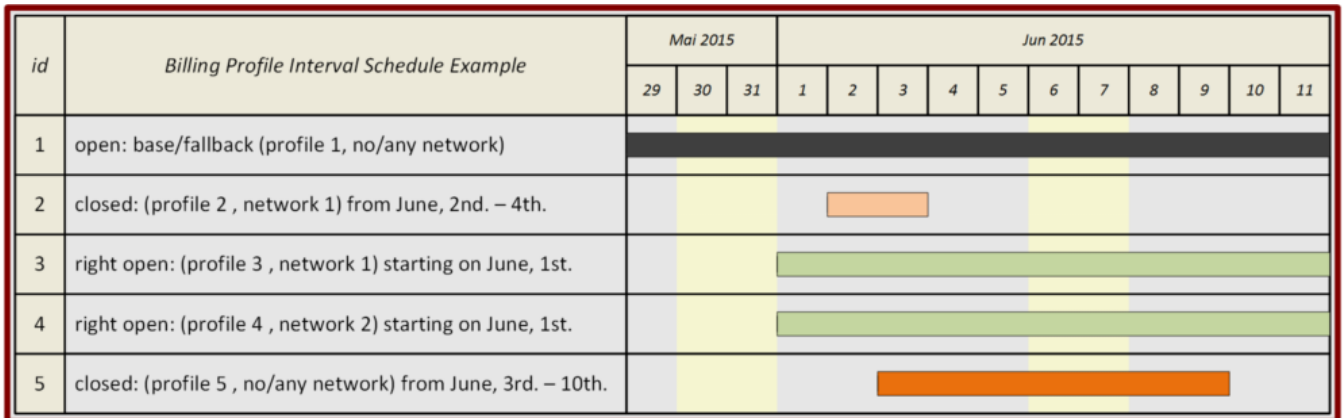 id
Billing Profile Interval Schedule Example
Mai 2015
Jun 2015
29 30 31 1 2 3 4 5 6 7 8 9 10 11
1 open: base/fallback (profile 1, no/any network)
2 closed: (profile 2 , network 1) from June, 2nd. – 4th.
3 right open: (profile 3 , network 1) starting on June, 1st.
4 right open: (profile 4 , network 2) starting on June, 1st.
5 closed: (profile 5 , no/any network) from June, 3rd. – 10th.